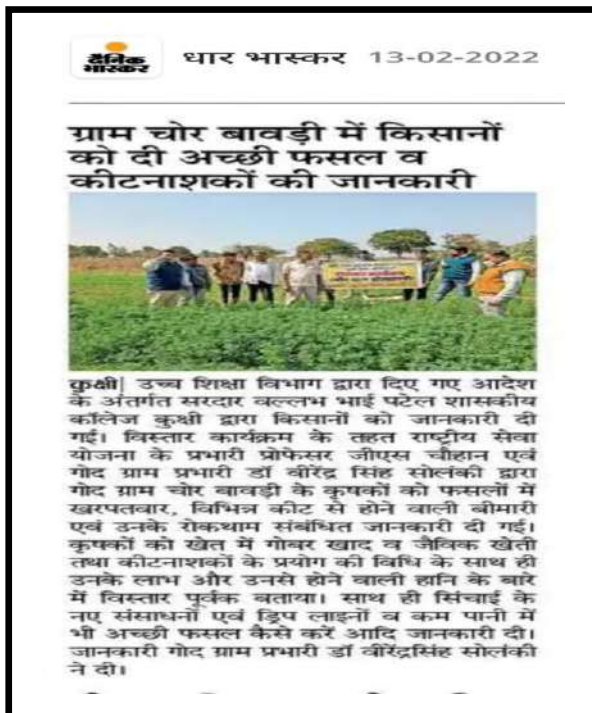 दैनिक
भास्कर
धार भास्कर 13-02-2022
ग्राम चोर बावड़ी में किसानों
को दी अच्छी फसल व
कीटनाशकों की जानकारी
कुक्षी| उच्च शिक्षा विभाग द्वारा दिए गए आदेश
के अंतर्गत सरदार वल्लभ भाई पटेल शासकीय
कॉलेज कुक्षी द्वारा किसानों को जानकारी दी
गई। विस्तार कार्यक्रम के तहत राष्ट्रीय सेवा
योजना के प्रभारी प्रोफेसर जीएस चौहान एवं
गोद ग्राम प्रभारी डॉ वीरेंद्र सिंह सोलंकी द्वारा
गोद ग्राम चोर बावड़ी के कृषकों को फसलों में
खरपतवार, विभिन्न कीट से होने वाली बीमारी
एवं उनके रोकथाम संबंधित जानकारी दी गई।
कृषकों को खेत में गोबर खाद व जैविक खेती
तथा कीटनाशकों के प्रयोग की विधि के साथ ही
उनके लाभ और उनसे होने वाली हानि के बारे
में विस्तार पूर्वक बताया। साथ ही सिंचाई के
नए संसाधनों एवं ड्रिप लाइनों व कम पानी में
भी अच्छी फसल कैसे करें आदि जानकारी दी।
जानकारी गोद ग्राम प्रभारी डॉ वीरेंद्रसिंह सोलंकी
ने दी।